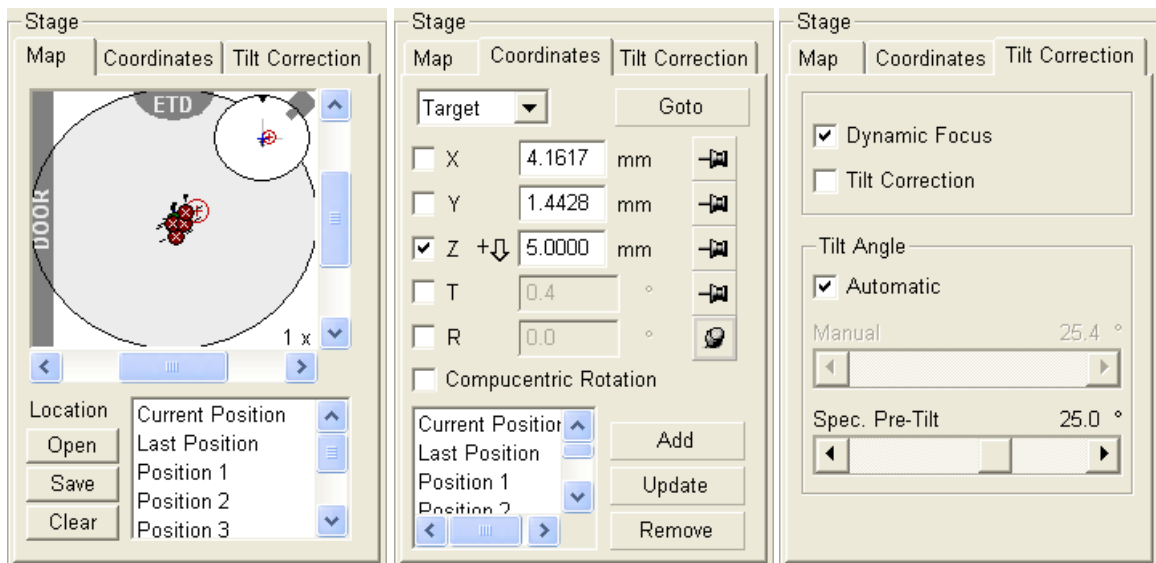 Stage
Map Coordinates Tilt Correction
ETD
DOOR
1 x
Location
Open
Save
Clear
Current Position
Last Position
Position 1
Position 2
Position 3
Stage
Map Coordinates Tilt Correction
Target Goto
X 4.1617 mm
Y 1.4428 mm
Z + 5.0000 mm
T 0.4 °
R 0.0 °
Compucentric Rotation
Current Position
Last Position
Position 1
Position 2
Add
Update
Remove
Stage
Map Coordinates Tilt Correction
Dynamic Focus
Tilt Correction
Tilt Angle
Automatic
Manual 25.4 °
Spec. Pre-Tilt 25.0 °